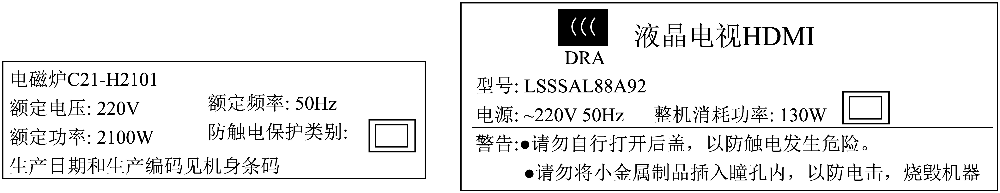 电磁炉C21-H2101
额定电压: 220V 额定频率: 50Hz
额定功率: 2100W 防触电保护类别:
生产日期和生产编码见机身条码
DRA
液晶电视HDMI
型号: LSSSAL88A92
电源: ~220V 50Hz 整机消耗功率: 130W
警告:●请勿自行打开后盖，以防触电发生危险。
●请勿将小金属制品插入瞳孔内，以防电击，烧毁机器